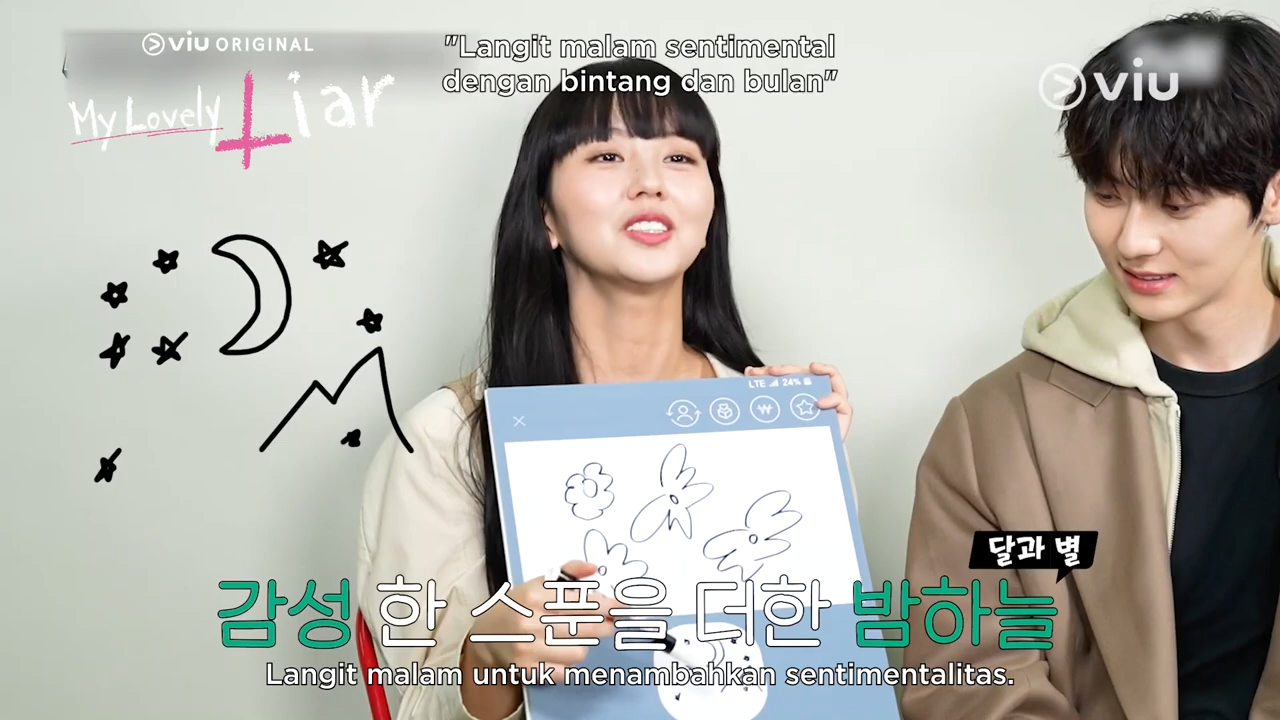 viu ORIGINAL
My Lovely Liar
"Langit malam sentimental
dengan bintang dan bulan"
viu
LTE 24%
₩
달과 별
감성 한 스푼을 더한 밤하늘
Langit malam untuk menambahkan sentimentalitas.